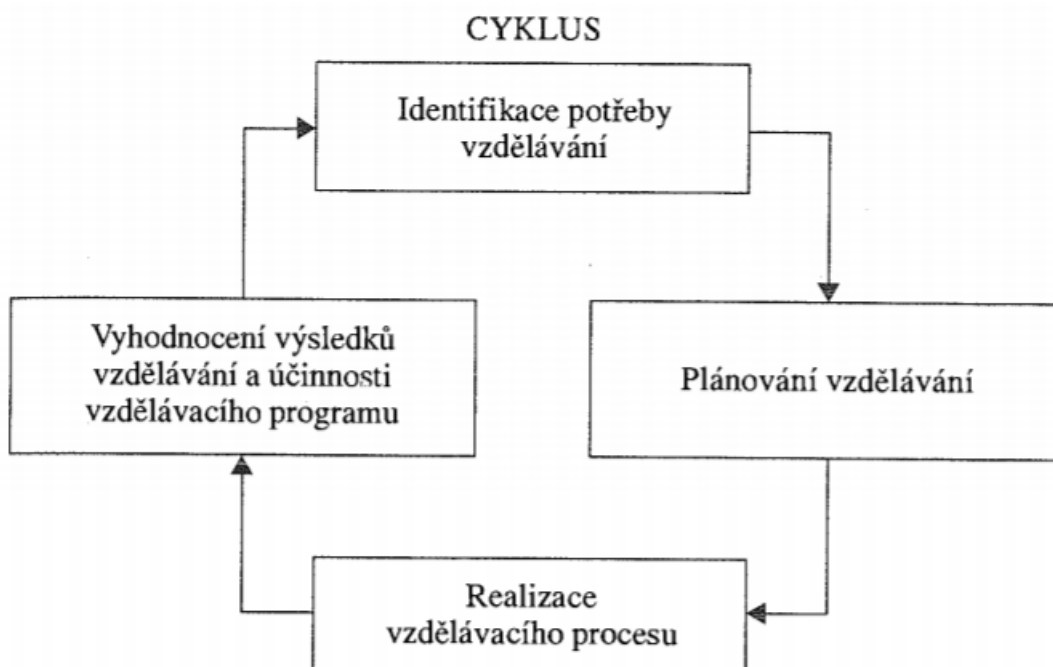 CYKLUS
Identifikace potřeby
vzdělávání
Vyhodnocení výsledků
vzdělávání a účinnosti
vzdělávacího programu
Plánování vzdělávání
Realizace
vzdělávacího procesu